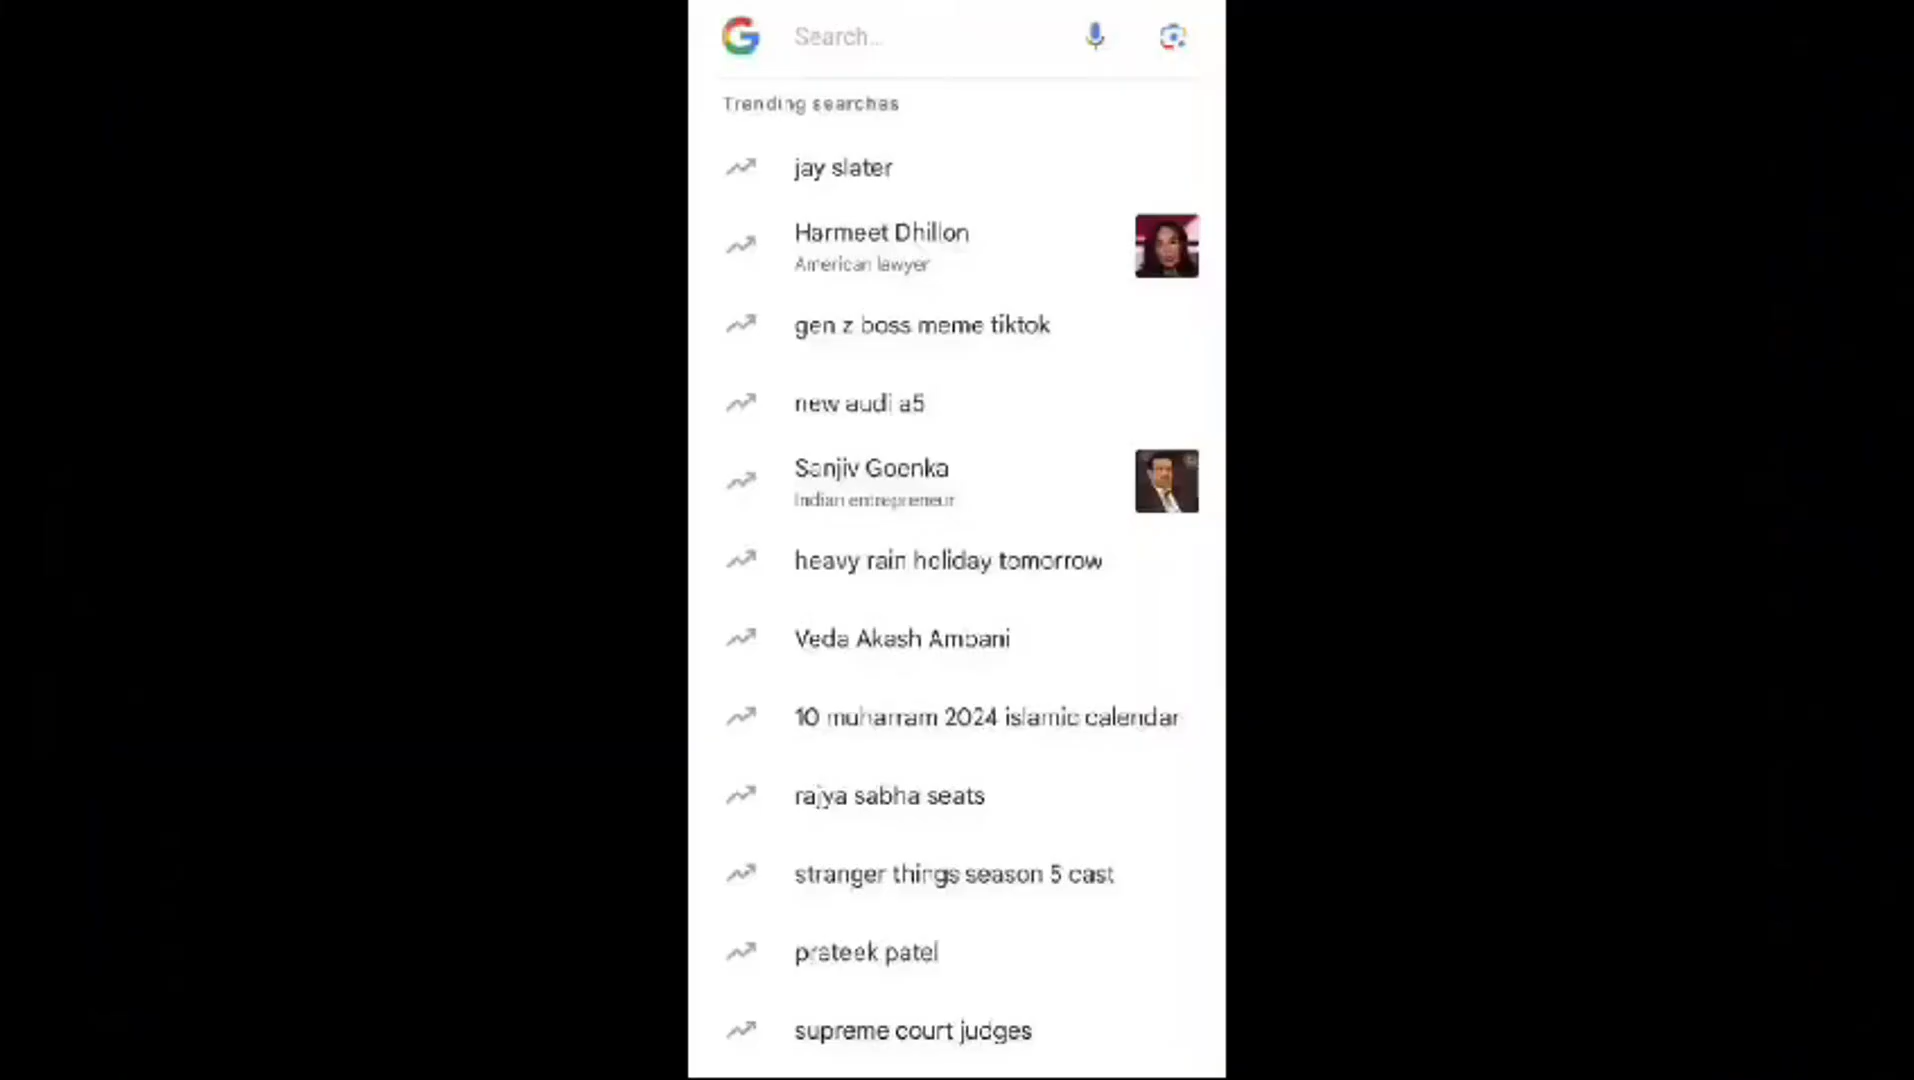 Search...
Trending searches
jay slater
Harmeet Dhillon
American lawyer
gen z boss meme tiktok
new audi a5
Sanjiv Goenka
Indian entrepreneur
heavy rain holiday tomorrow
Veda Akash Ambani
10 muharram 2024 islamic calendar
rajya sabha seats
stranger things season 5 cast
prateek patel
supreme court judges